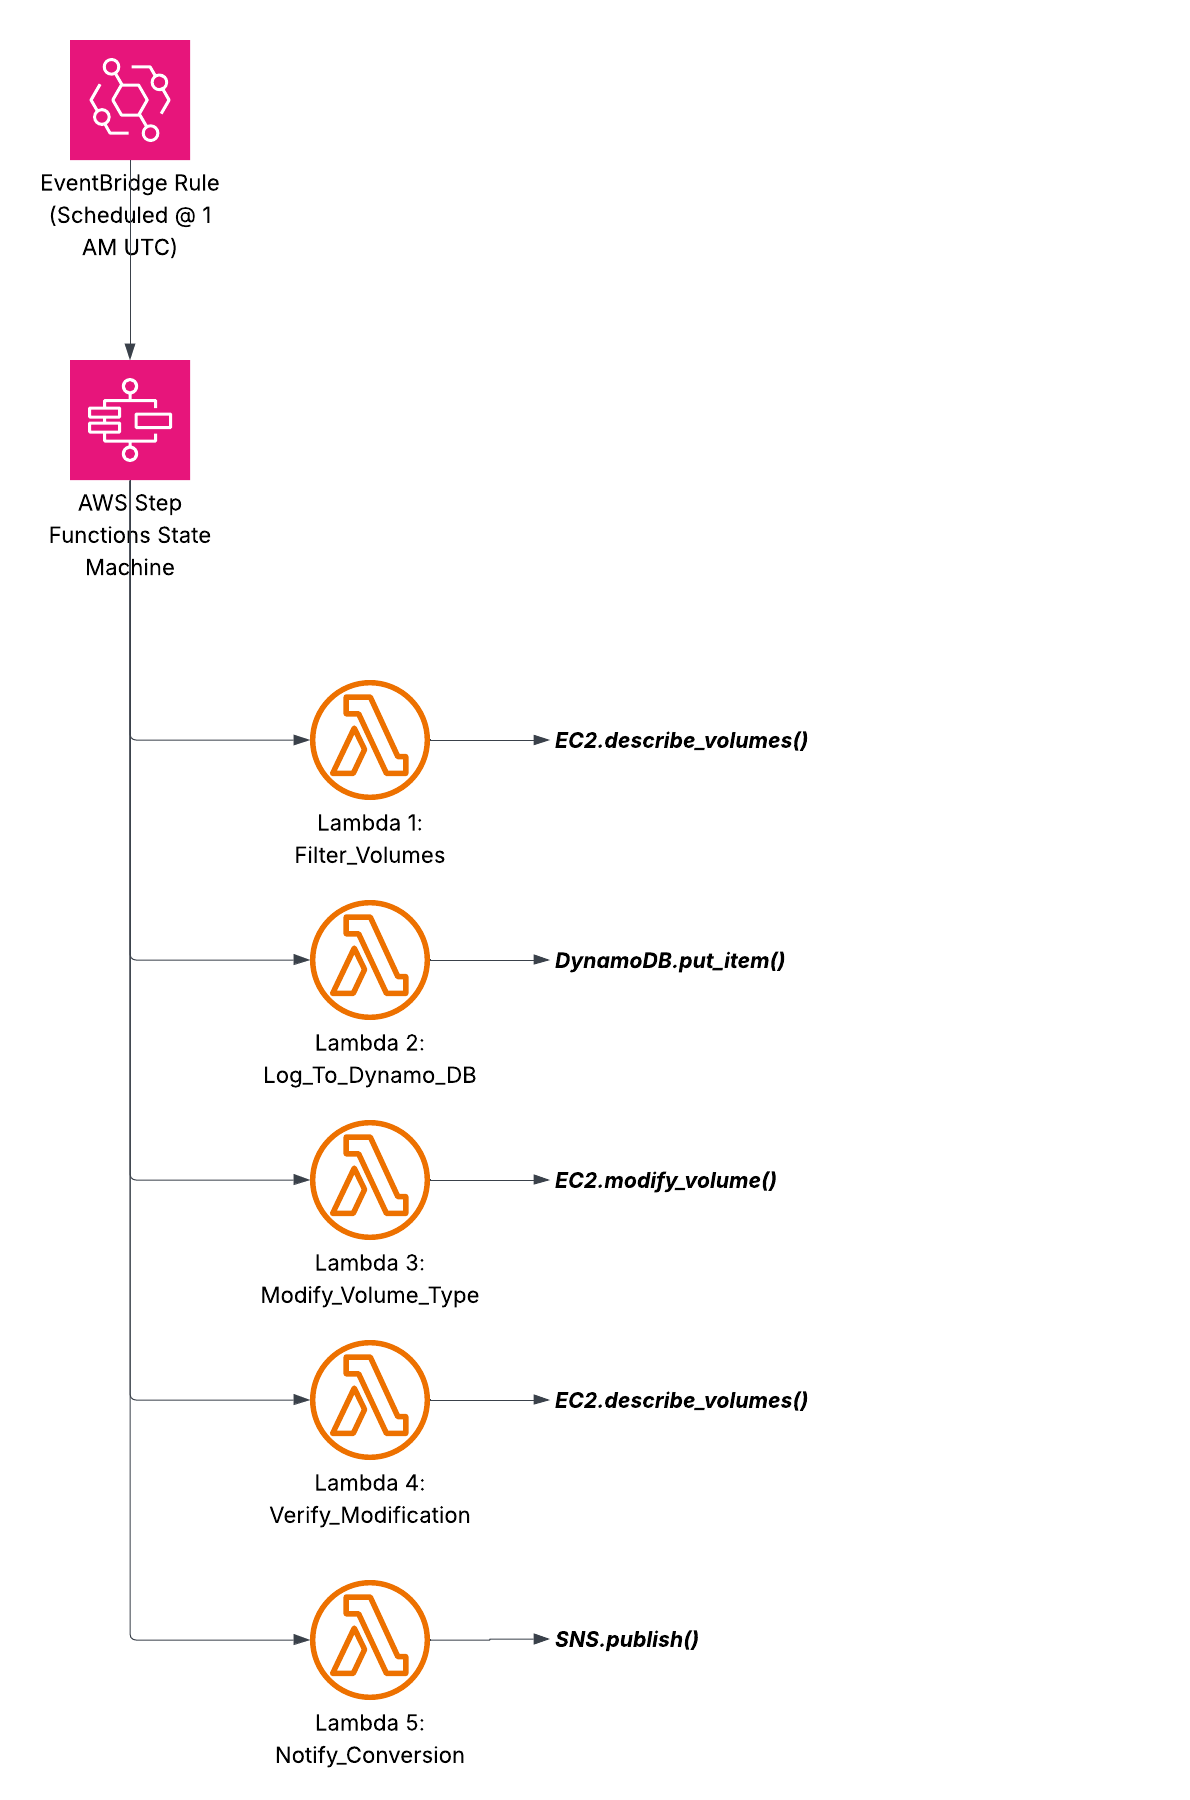 EventBridge Rule
(Scheduled @ 1
AM UTC)
AWS Step
Functions State
Machine
EC2.describe_volumes()
Lambda 1:
Filter_Volumes
DynamoDB.put_item()
Lambda 2:
Log_To_Dynamo_DB
EC2.modify_volume()
Lambda 3:
Modify_Volume_Type
EC2.describe_volumes()
Lambda 4:
Verify_Modification
SNS.publish()
Lambda 5:
Notify_Conversion